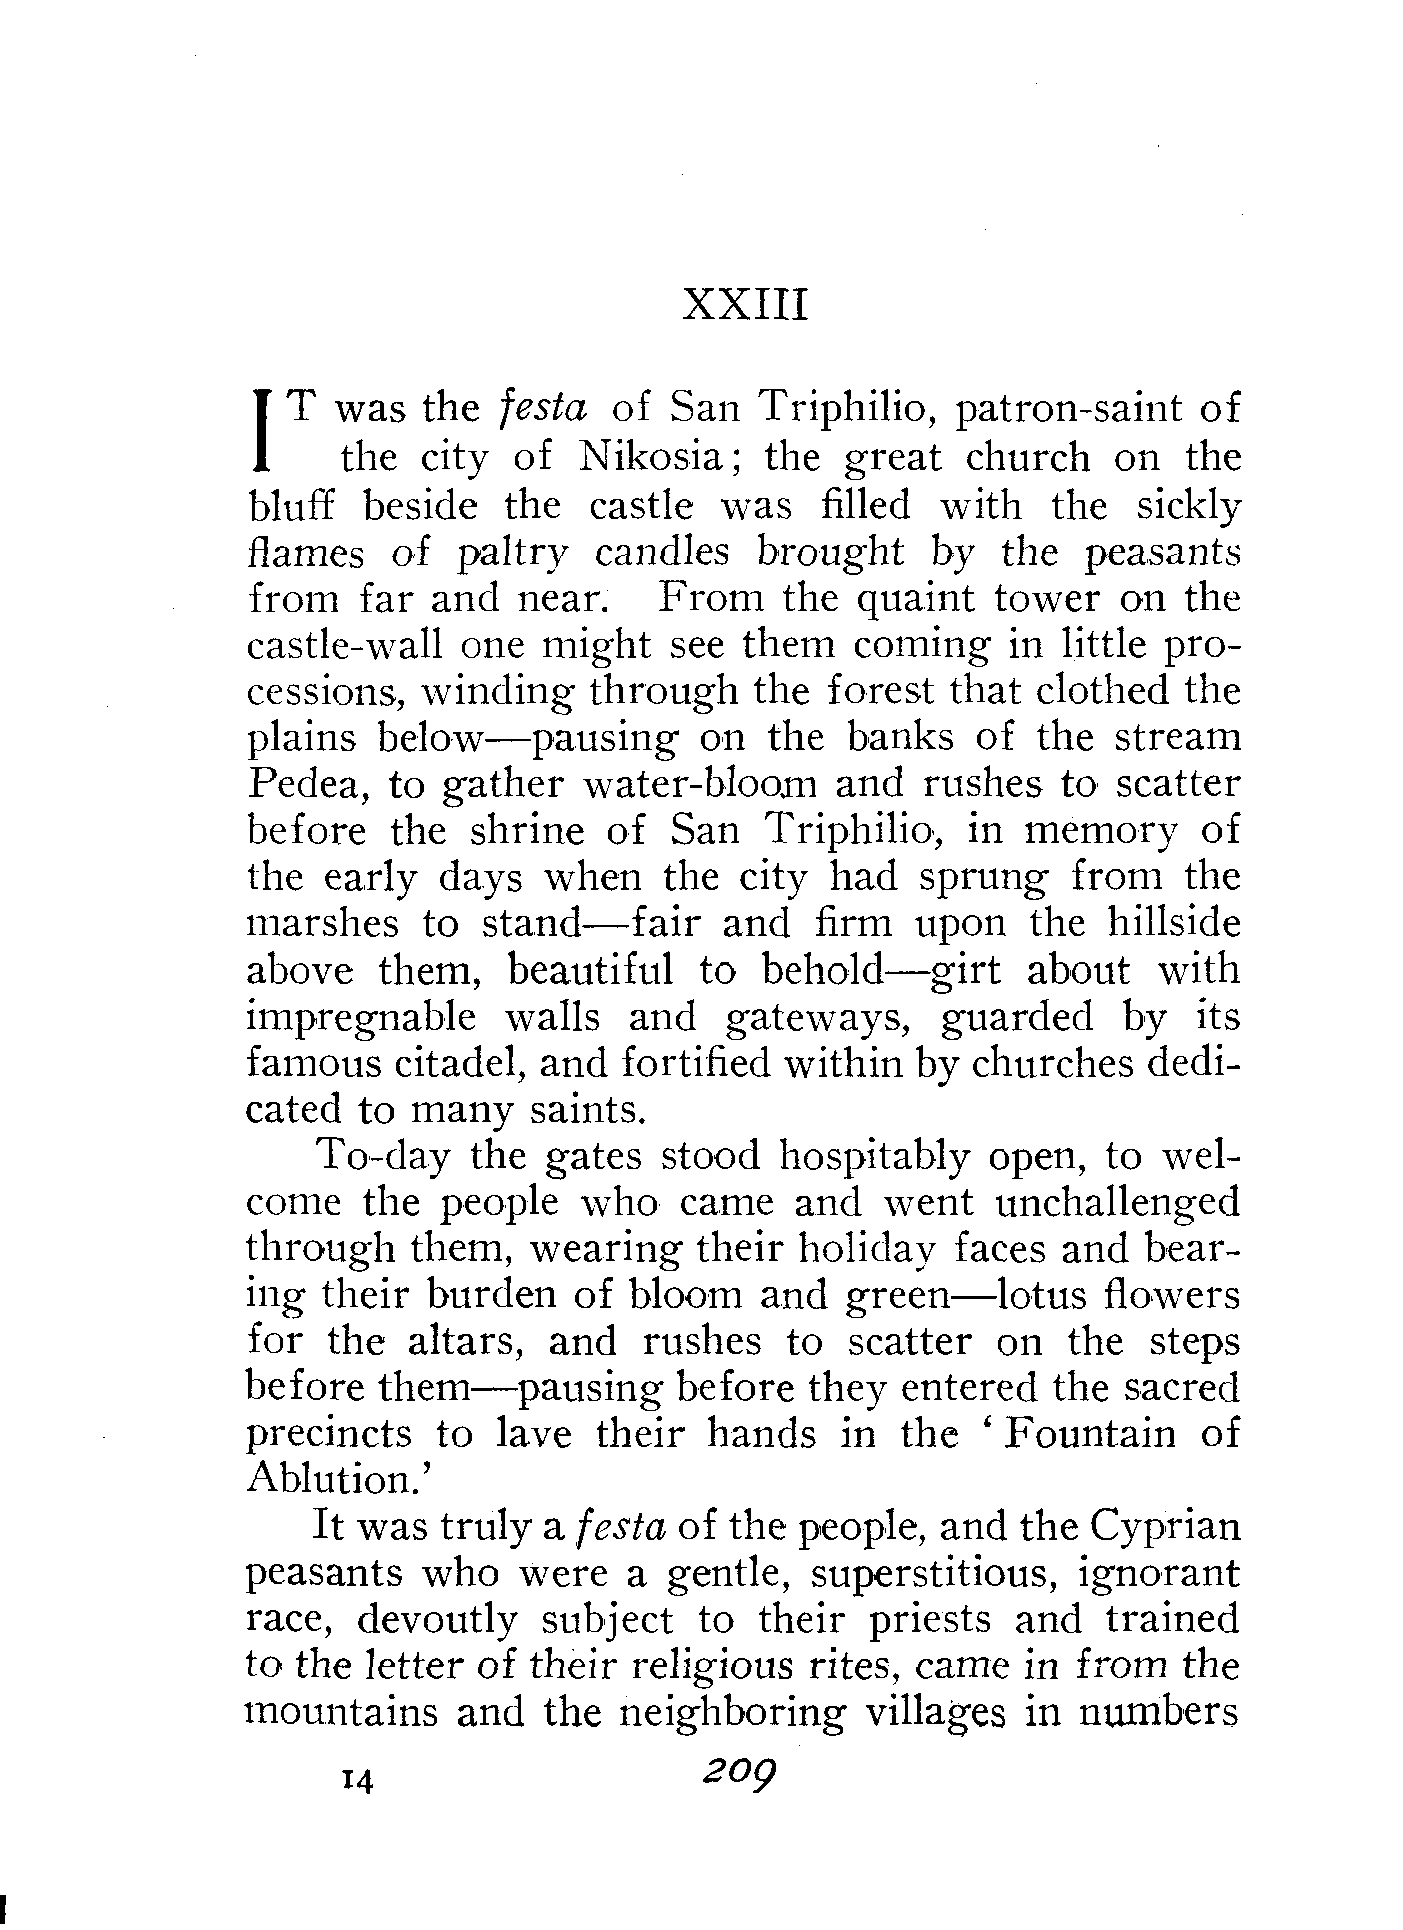 XXIII
IT was the festa of San Triphilio, patron-saint of
the city of Nikosia; the great church on the
bluff beside the castle was filled with the sickly
flames of paltry candles brought by the peasants
from far and near. From the quaint tower on the
castle-wall one might see them coming in little pro-
cessions, winding through the forest that clothed the
plains below—pausing on the banks of the stream
Pedea, to gather water-bloom and rushes to scatter
before the shrine of San Triphilio, in memory of
the early days when the city had sprung from the
marshes to stand—fair and firm upon the hillside
above them, beautiful to behold—girt about with
impregnable walls and gateways, guarded by its
famous citadel, and fortified within by churches dedi-
cated to many saints.
To-day the gates stood hospitably open, to wel-
come the people who came and went unchallenged
through them, wearing their holiday faces and bear-
ing their burden of bloom and green—lotus flowers
for the altars, and rushes to scatter on the steps
before them—pausing before they entered the sacred
precincts to lave their hands in the ‘Fountain of
Ablution.’
It was truly a festa of the people, and the Cyprian
peasants who were a gentle, superstitious, ignorant
race, devoutly subject to their priests and trained
to the letter of their religious rites, came in from the
mountains and the neighboring villages in numbers
14 209